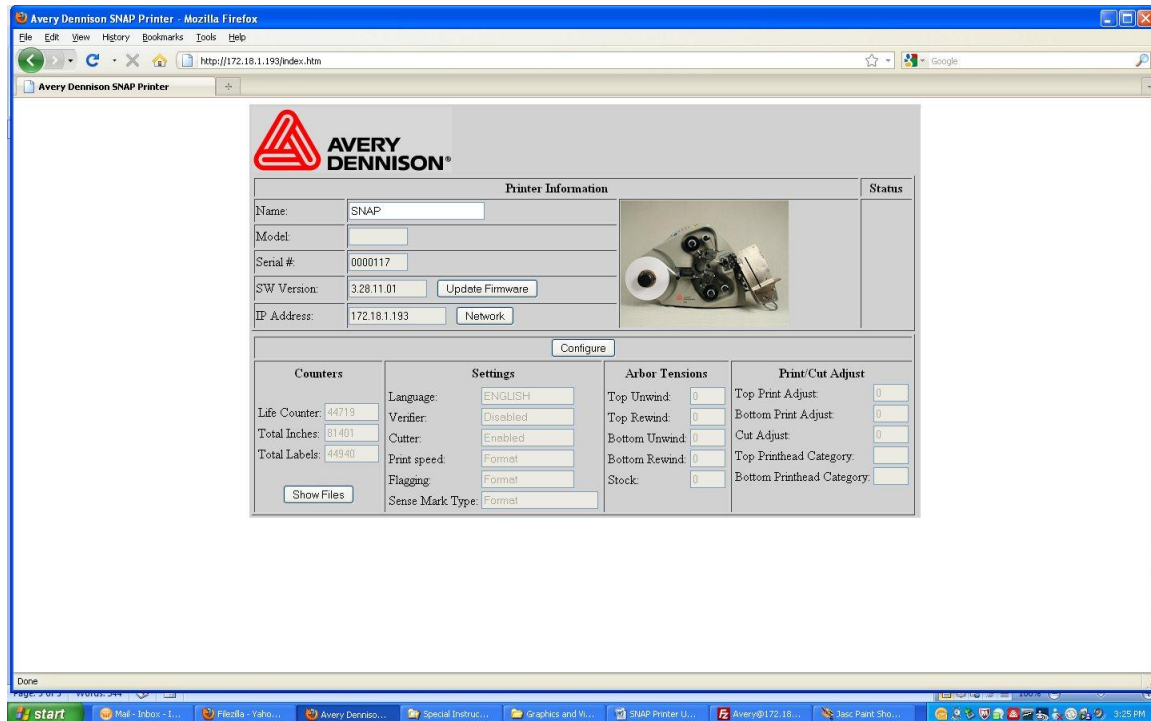 Avery Dennison SNAP Printer - Mozilla Firefox
File Edit View History Bookmarks Tools Help
http://172.18.1.193/index.htm
Google
Avery Dennison SNAP Printer
AVERY
DENNISON®
Printer Information Status
Name: SNAP
Model:
Serial #: 0000117
SW Version: 3.28.11.01 Update Firmware
IP Address: 172.18.1.193 Network
Configure
Counters
Life Counter: 44719
Total Inches: 81401
Total Labels: 44940
Show Files
Settings
Language: ENGLISH
Verifier: Disabled
Cutter: Enabled
Print speed: Format
Flagging: Format
Sense Mark Type: Format
Arbor Tensions
Top Unwind: 0
Top Rewind: 0
Bottom Unwind: 0
Bottom Rewind: 0
Stock: 0
Print/Cut Adjust
Top Print Adjust: 0
Bottom Print Adjust: 0
Cut Adjust: 0
Top Printhead Category:
Bottom Printhead Category:
Done
start Mail - Inbox - I... Filezilla - Yaho... Avery Denniso... Special Instruc... Graphics and Vi... SNAP Printer U... Avery@172.18... Jasc Paint Sho... 3:25 PM